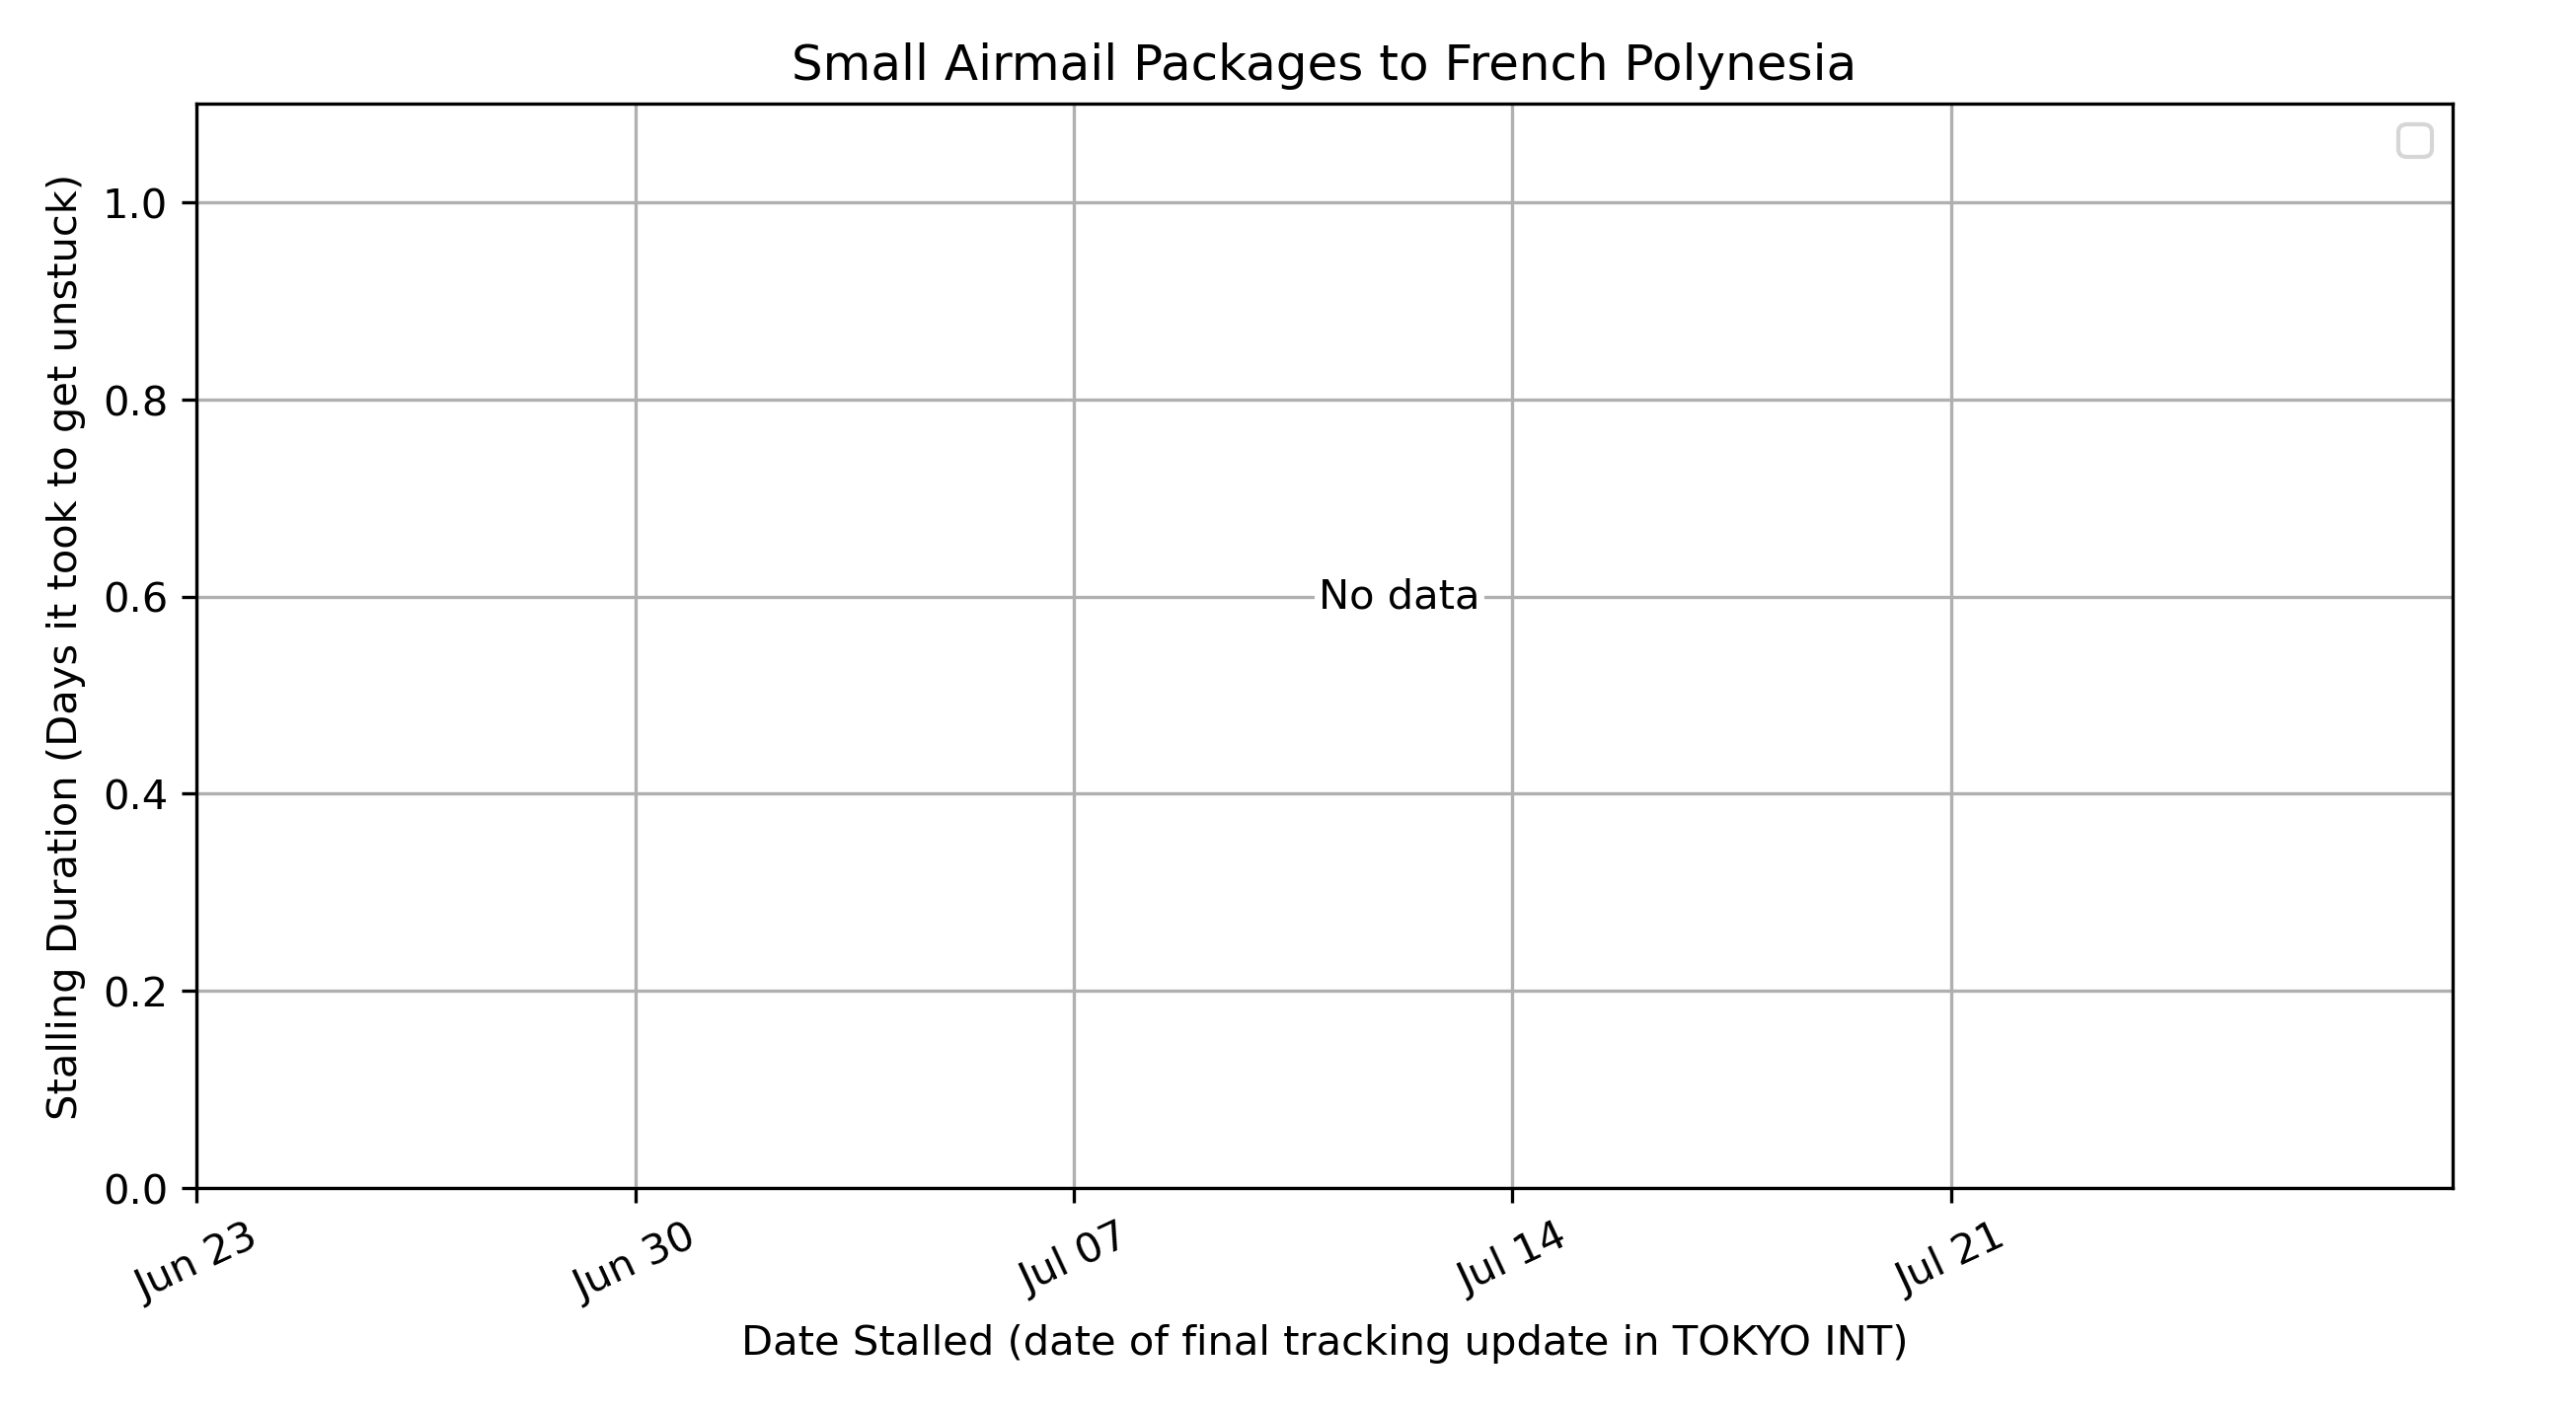 Small Airmail Packages to French Polynesia
Stalling Duration (Days it took to get unstuck)
1.0
0.8
0.6
0.4
0.2
0.0
No data
Jun 23
Jun 30
Jul 07
Jul 14
Jul 21
Date Stalled (date of final tracking update in TOKYO INT)